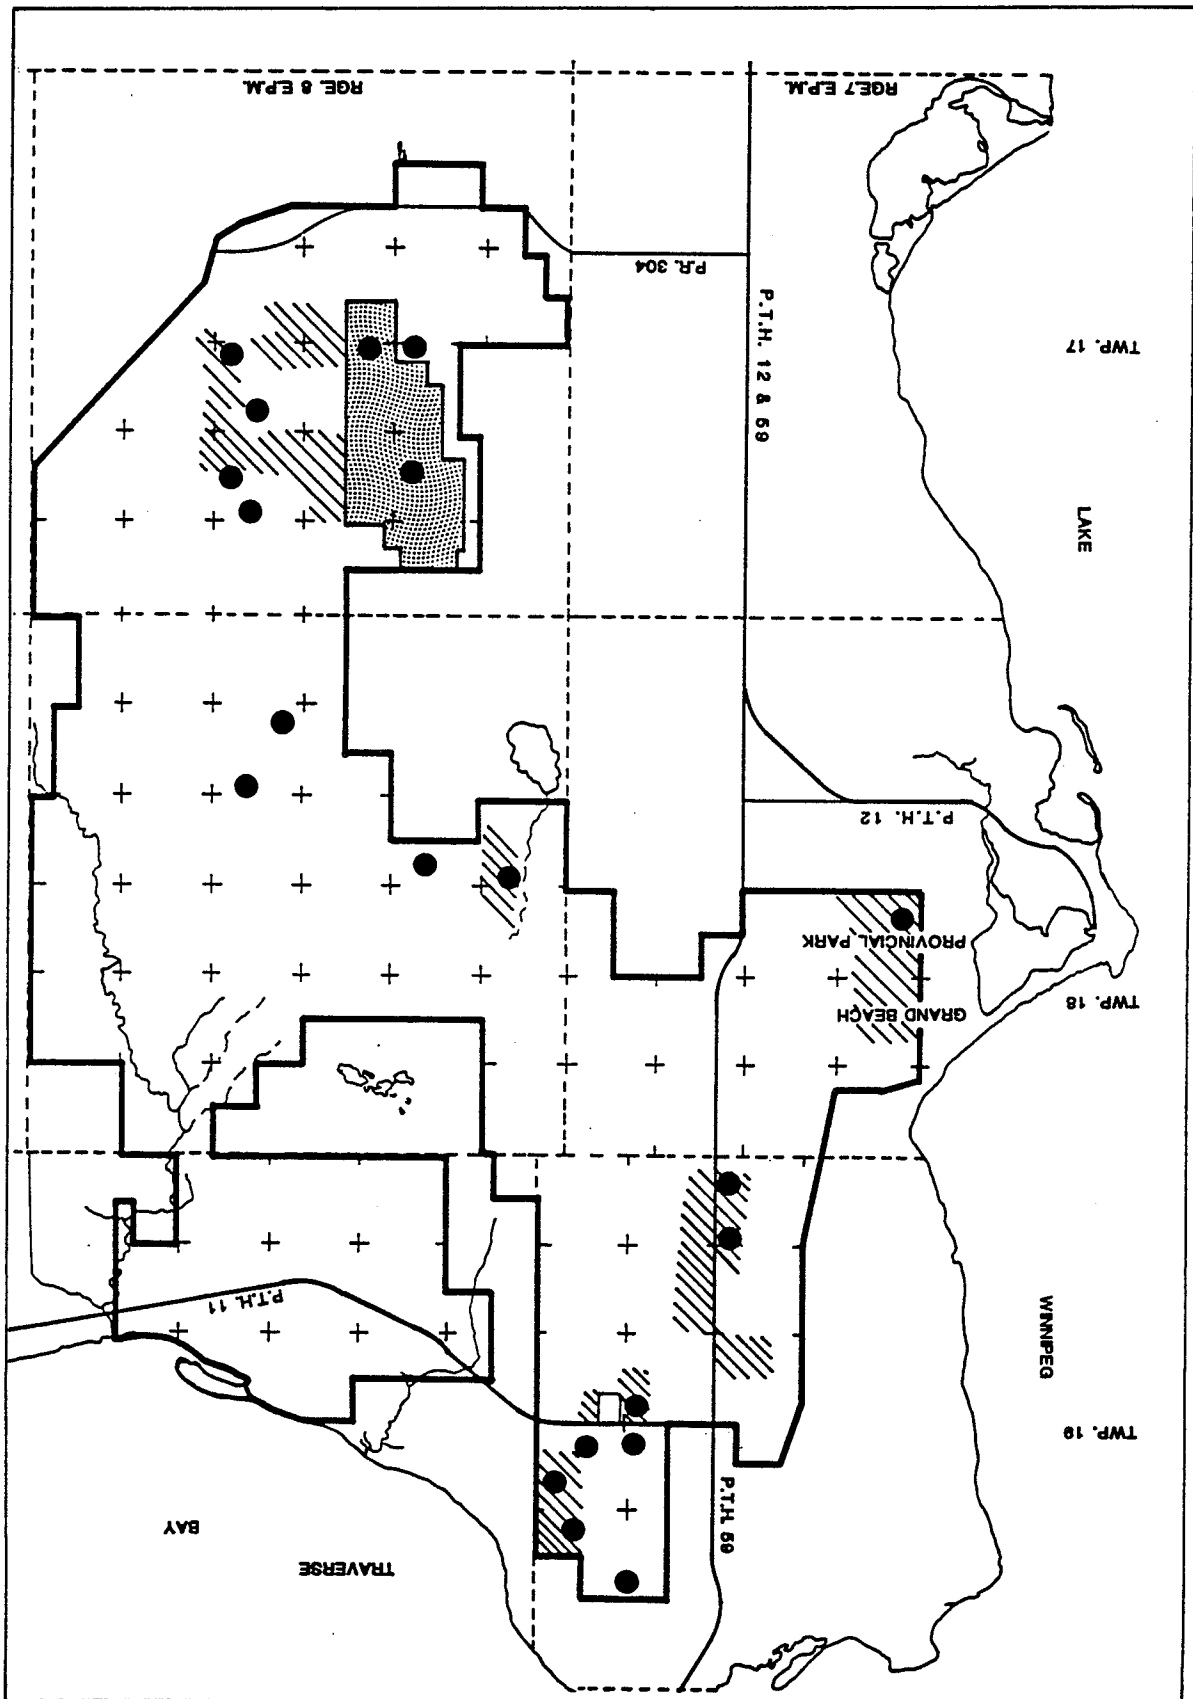 TRAVERSE
BAY
P.T.H. 59
TWP. 19
WINNIPEG
P.T.H. 11
GRAND BEACH
PROVINCIAL PARK
TWP. 18
P.T.H. 12
LAKE
TWP. 17
P.T.H. 12 & 59
P.R. 304
RGE. 7 E.P.M.
RGE. 8 E.P.M.